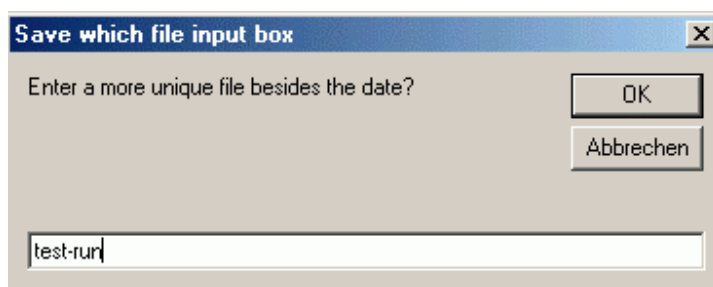 Save which file input box
Enter a more unique file besides the date?
OK
Abbrechen
test-run